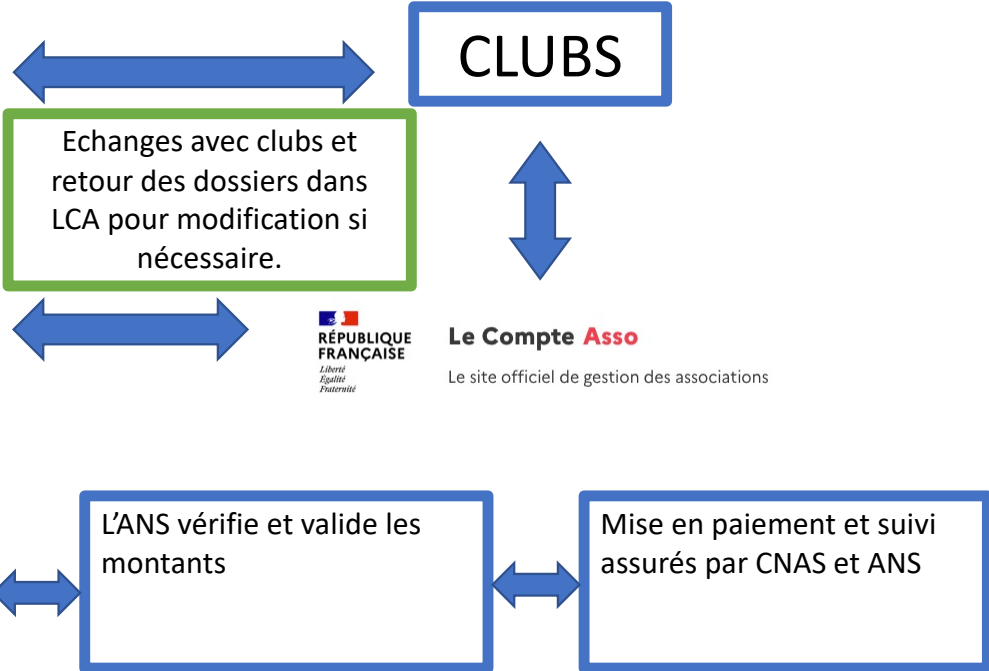 CLUBS
Echanges avec clubs et
retour des dossiers dans
LCA pour modification si
nécessaire.
RÉPUBLIQUE
FRANÇAISE
Liberté
Égalité
Fraternité
Le Compte Asso
Le site officiel de gestion des associations
L'ANS vérifie et valide les
montants
Mise en paiement et suivi
assurés par CNAS et ANS